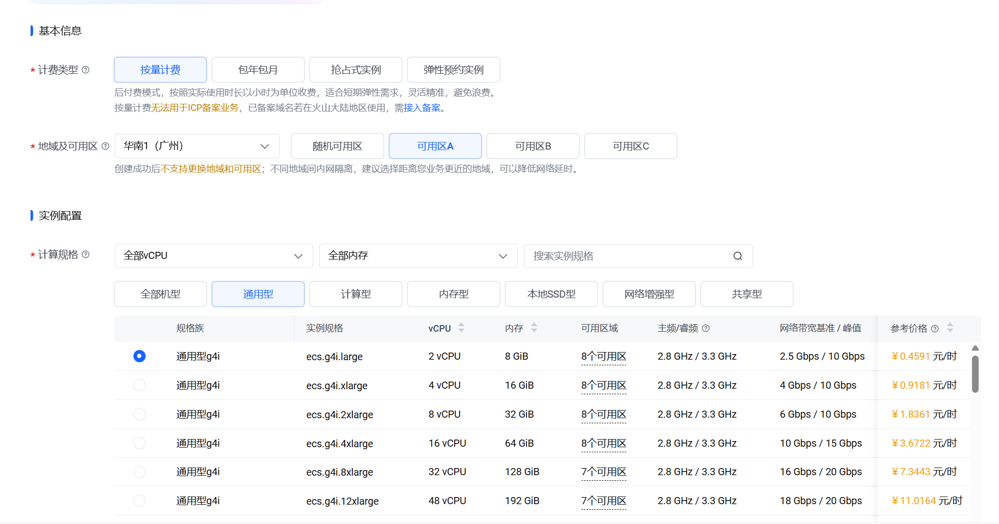 基本信息
* 计费类型
按量计费
包年包月
抢占式实例
弹性预约实例
后付费模式，按照实际使用时长以小时为单位收费，适合短期弹性需求，灵活精准，避免浪费。
按量计费无法用于ICP备案业务，已备案域名若在火山大陆地区使用，需接入备案。
* 地域及可用区
华南1（广州）
随机可用区
可用区A
可用区B
可用区C
创建成功后不支持更换地域和可用区；不同地域间内网隔离，建议选择距离您业务更近的地域，可以降低网络延时。
实例配置
* 计算规格
全部vCPU
全部内存
搜索实例规格
全部机型
通用型
计算型
内存型
本地SSD型
网络增强型
共享型
规格族 实例规格 vCPU 内存 可用区域 主频/睿频 网络带宽基准 / 峰值 参考价格
通用型g4i ecs.g4i.large 2 vCPU 8 GiB 8个可用区 2.8 GHz / 3.3 GHz 2.5 Gbps / 10 Gbps ¥0.4591 元/时
通用型g4i ecs.g4i.xlarge 4 vCPU 16 GiB 8个可用区 2.8 GHz / 3.3 GHz 4 Gbps / 10 Gbps ¥0.9181 元/时
通用型g4i ecs.g4i.2xlarge 8 vCPU 32 GiB 8个可用区 2.8 GHz / 3.3 GHz 6 Gbps / 10 Gbps ¥1.8361 元/时
通用型g4i ecs.g4i.4xlarge 16 vCPU 64 GiB 8个可用区 2.8 GHz / 3.3 GHz 10 Gbps / 15 Gbps ¥3.6722 元/时
通用型g4i ecs.g4i.8xlarge 32 vCPU 128 GiB 7个可用区 2.8 GHz / 3.3 GHz 16 Gbps / 20 Gbps ¥7.3443 元/时
通用型g4i ecs.g4i.12xlarge 48 vCPU 192 GiB 7个可用区 2.8 GHz / 3.3 GHz 18 Gbps / 20 Gbps ¥11.0164 元/时